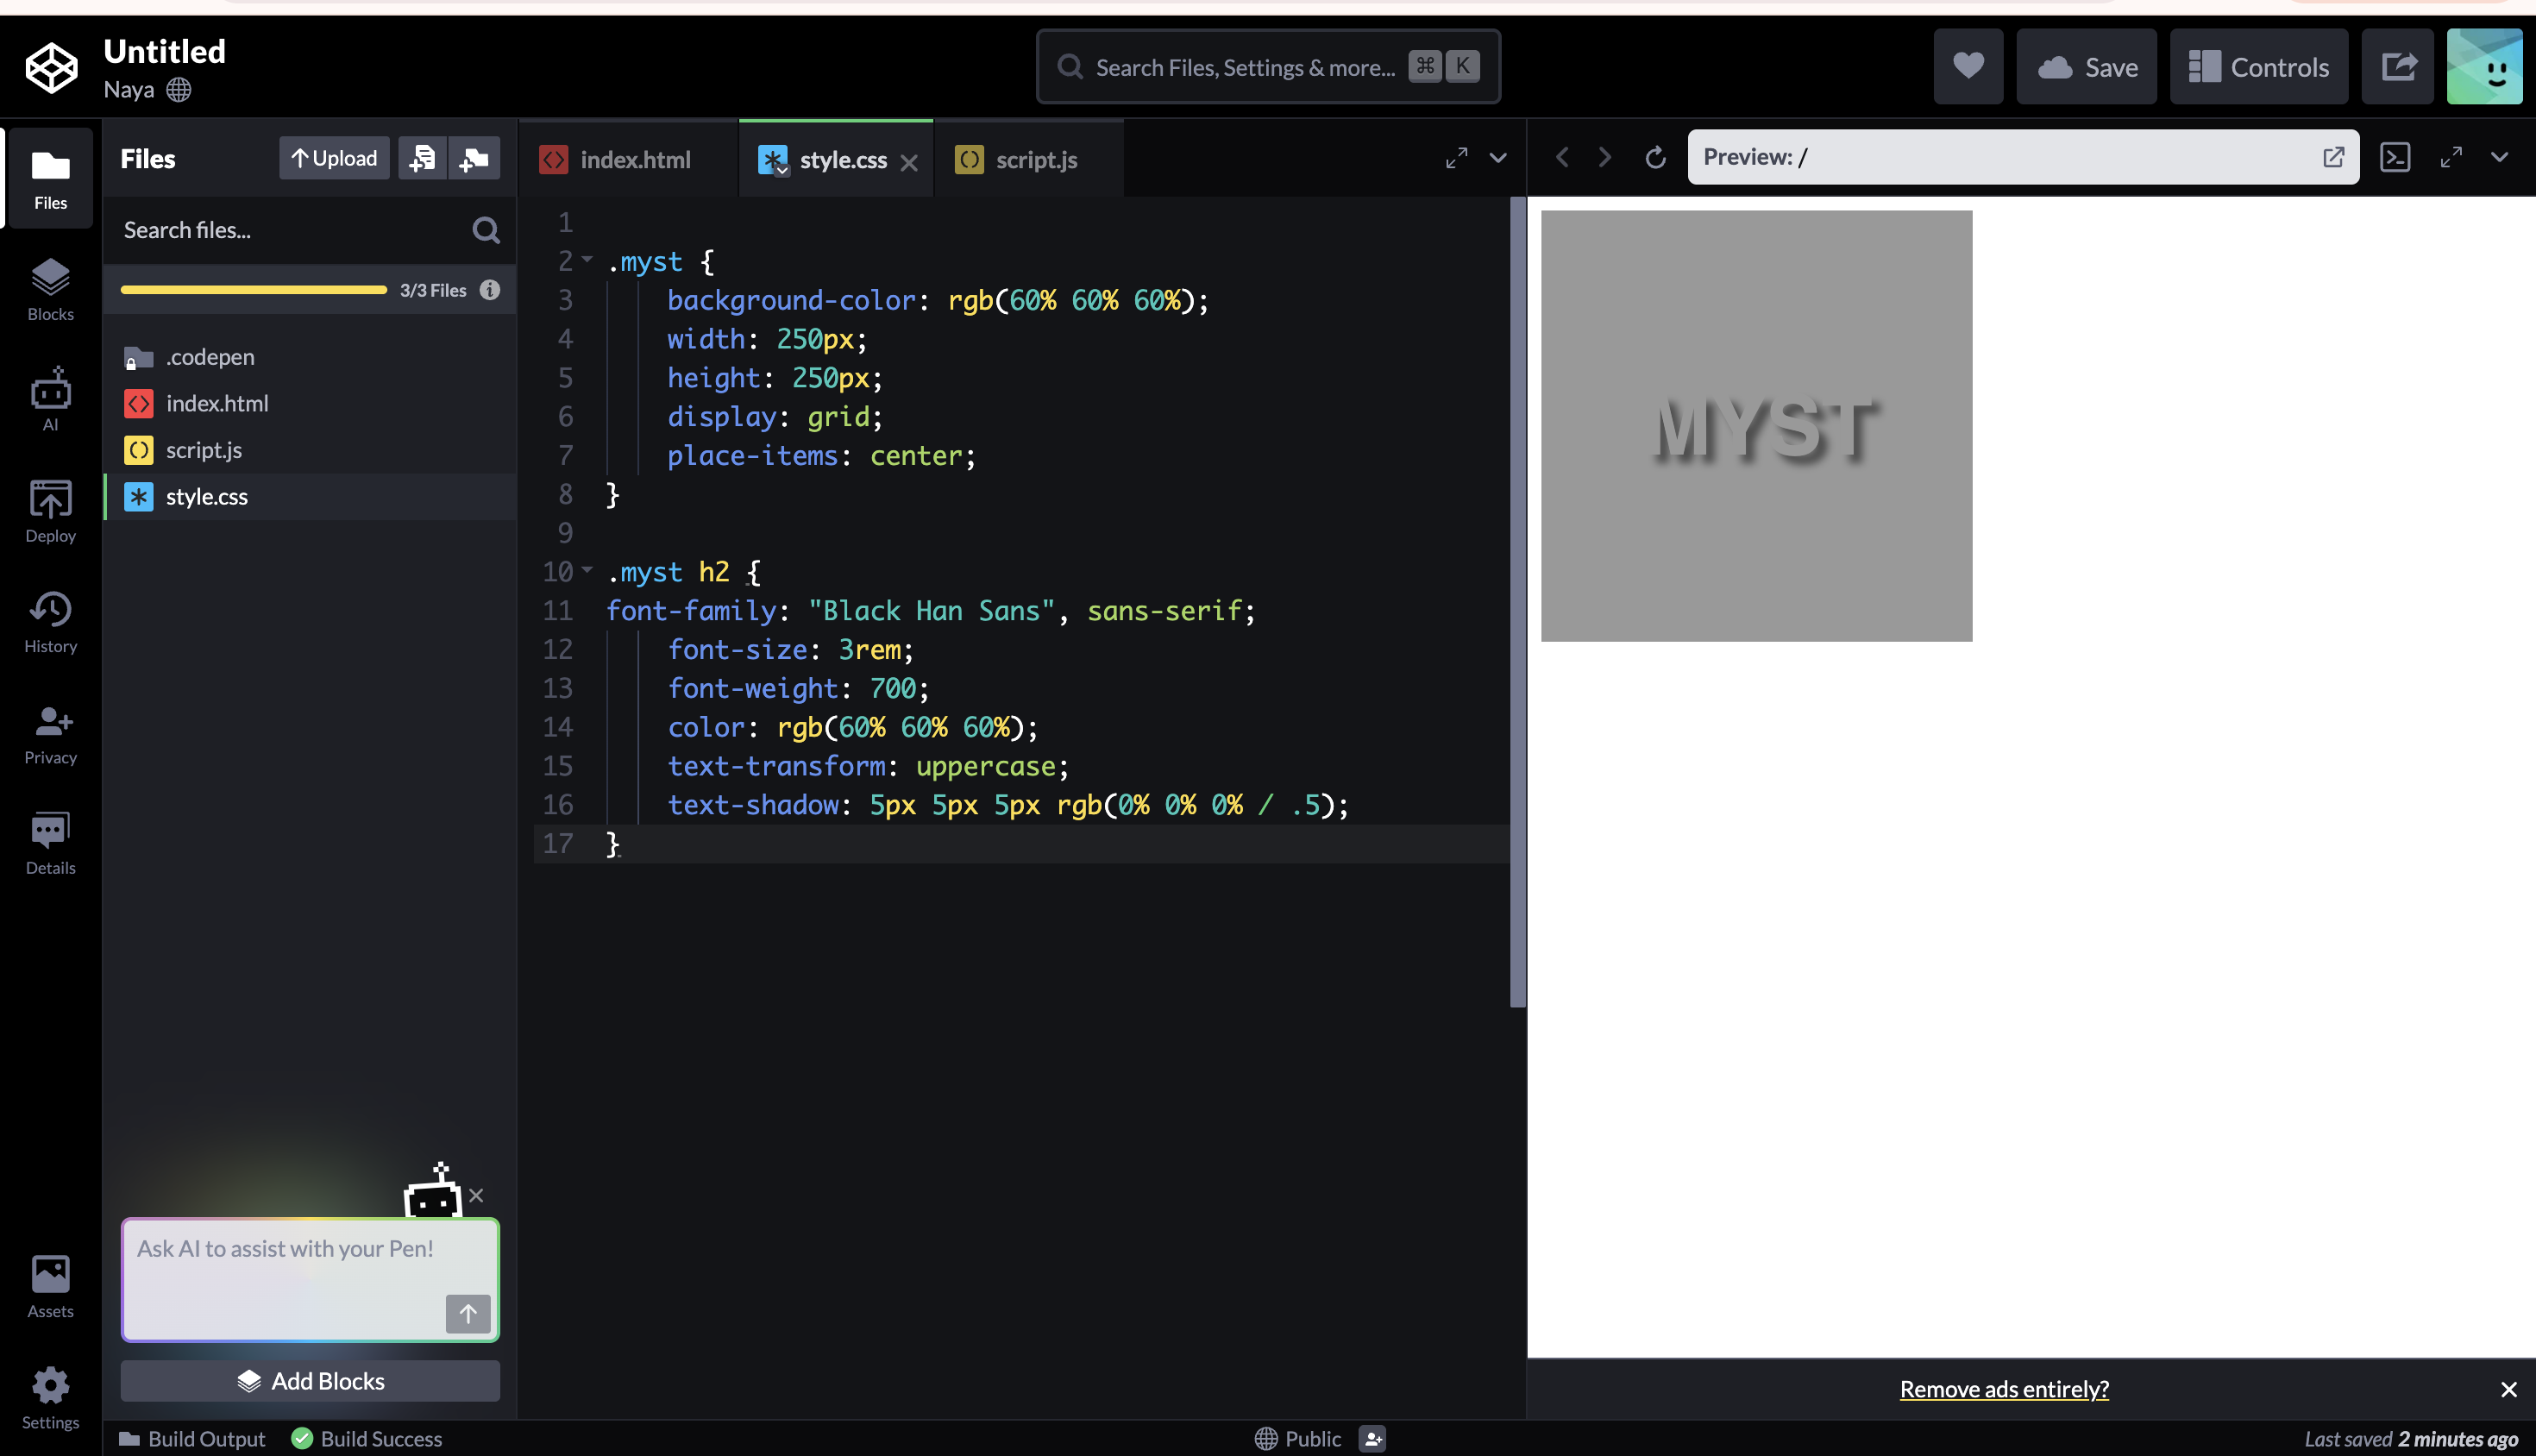 Untitled
Naya
Search Files, Settings & more... ⌘ K
Save
Controls
Files
Blocks
AI
Deploy
History
Privacy
Details
Assets
Settings
Files
Upload
Search files...
3/3 Files
.codepen
index.html
script.js
style.css
Ask AI to assist with your Pen!
Add Blocks
index.html
style.css
script.js
1
2 .myst {
3 background-color: rgb(60% 60% 60%);
4 width: 250px;
5 height: 250px;
6 display: grid;
7 place-items: center;
8 }
9
10 .myst h2 {
11 font-family: "Black Han Sans", sans-serif;
12 font-size: 3rem;
13 font-weight: 700;
14 color: rgb(60% 60% 60%);
15 text-transform: uppercase;
16 text-shadow: 5px 5px 5px rgb(0% 0% 0% / .5);
17 }
Preview: /
MYST
Remove ads entirely?
Build Output
Build Success
Public
Last saved 2 minutes ago